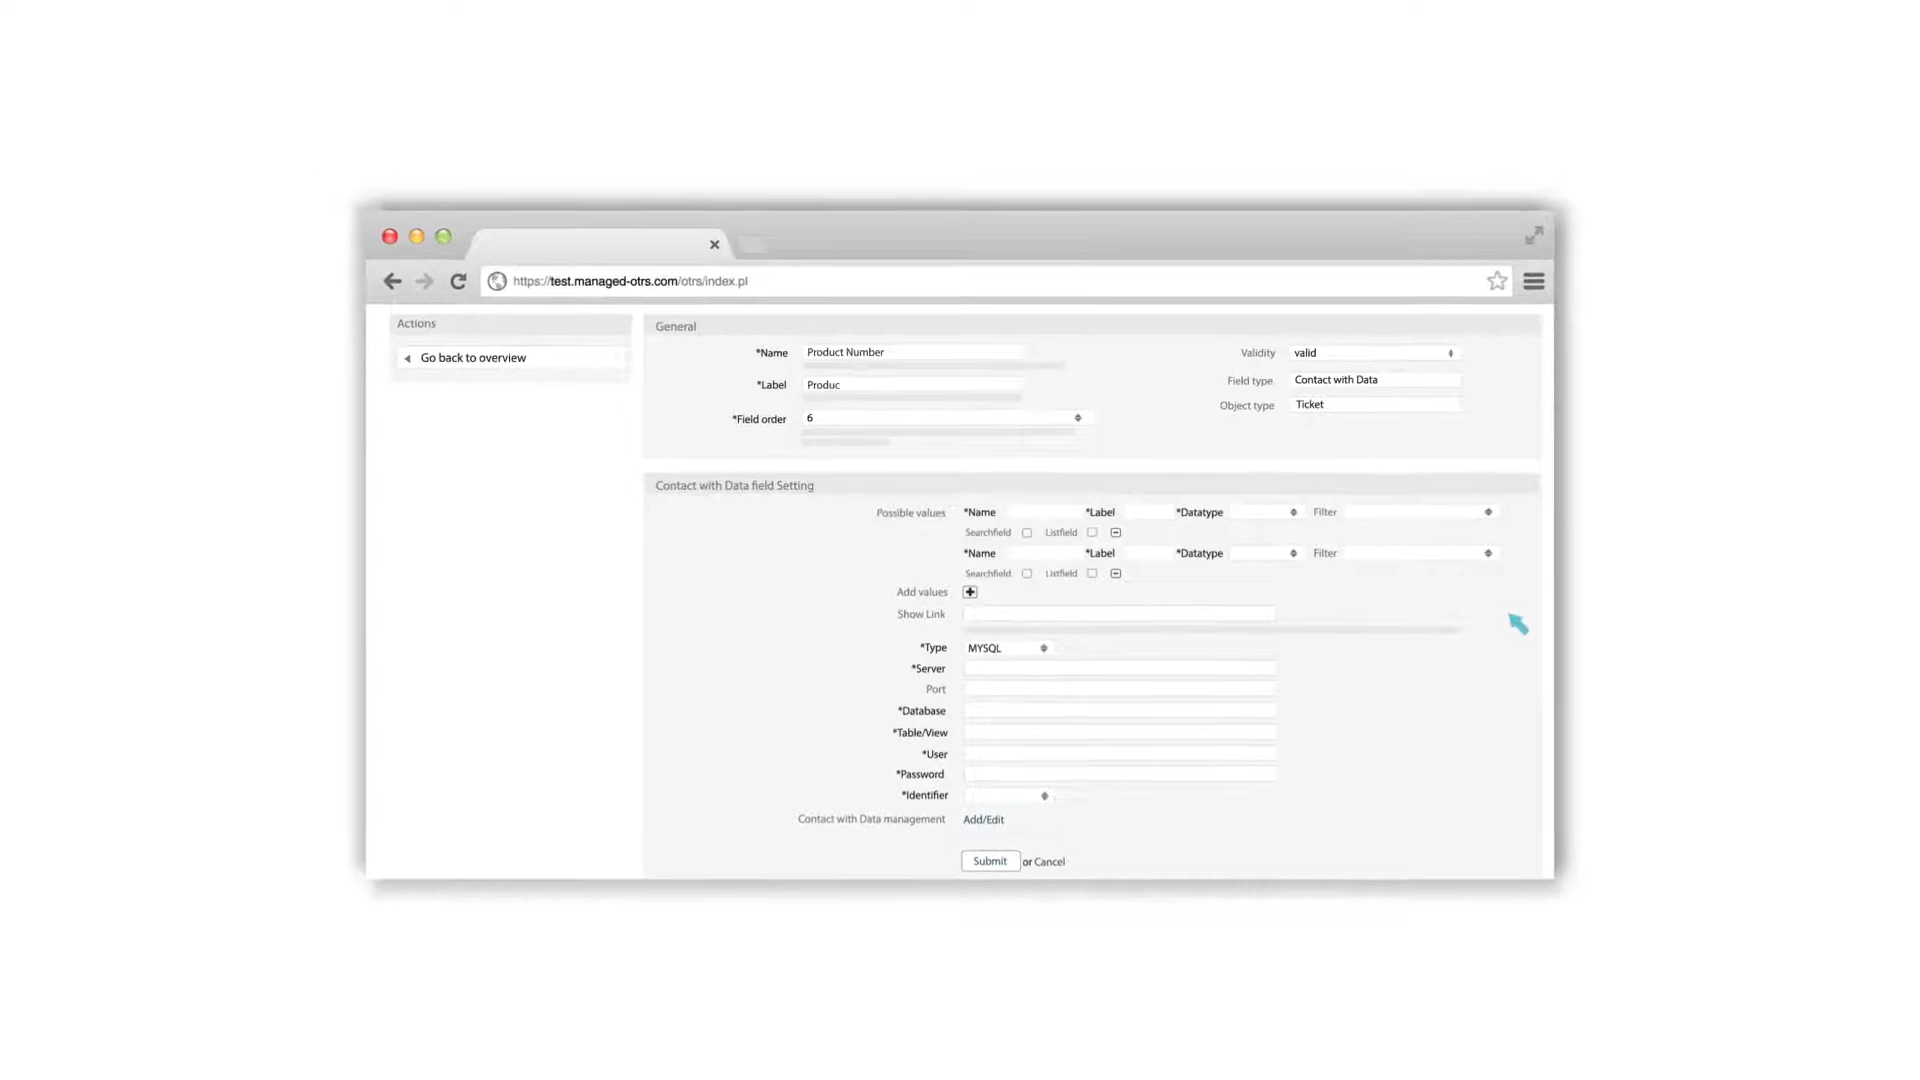 https://test.managed-otrs.com/otrs/index.pl
Actions
Go back to overview
General
*Name Product Number
*Label Produc
*Field order 6
Validity valid
Field type Contact with Data
Object type Ticket
Contact with Data field Setting
Possible values *Name *Label *Datatype Filter
Searchfield Listfield
*Name *Label *Datatype Filter
Searchfield Listfield
Add values
Show Link
*Type MYSQL
*Server
Port
*Database
*Table/View
*User
*Password
*Identifier
Contact with Data management Add/Edit
Submit or Cancel